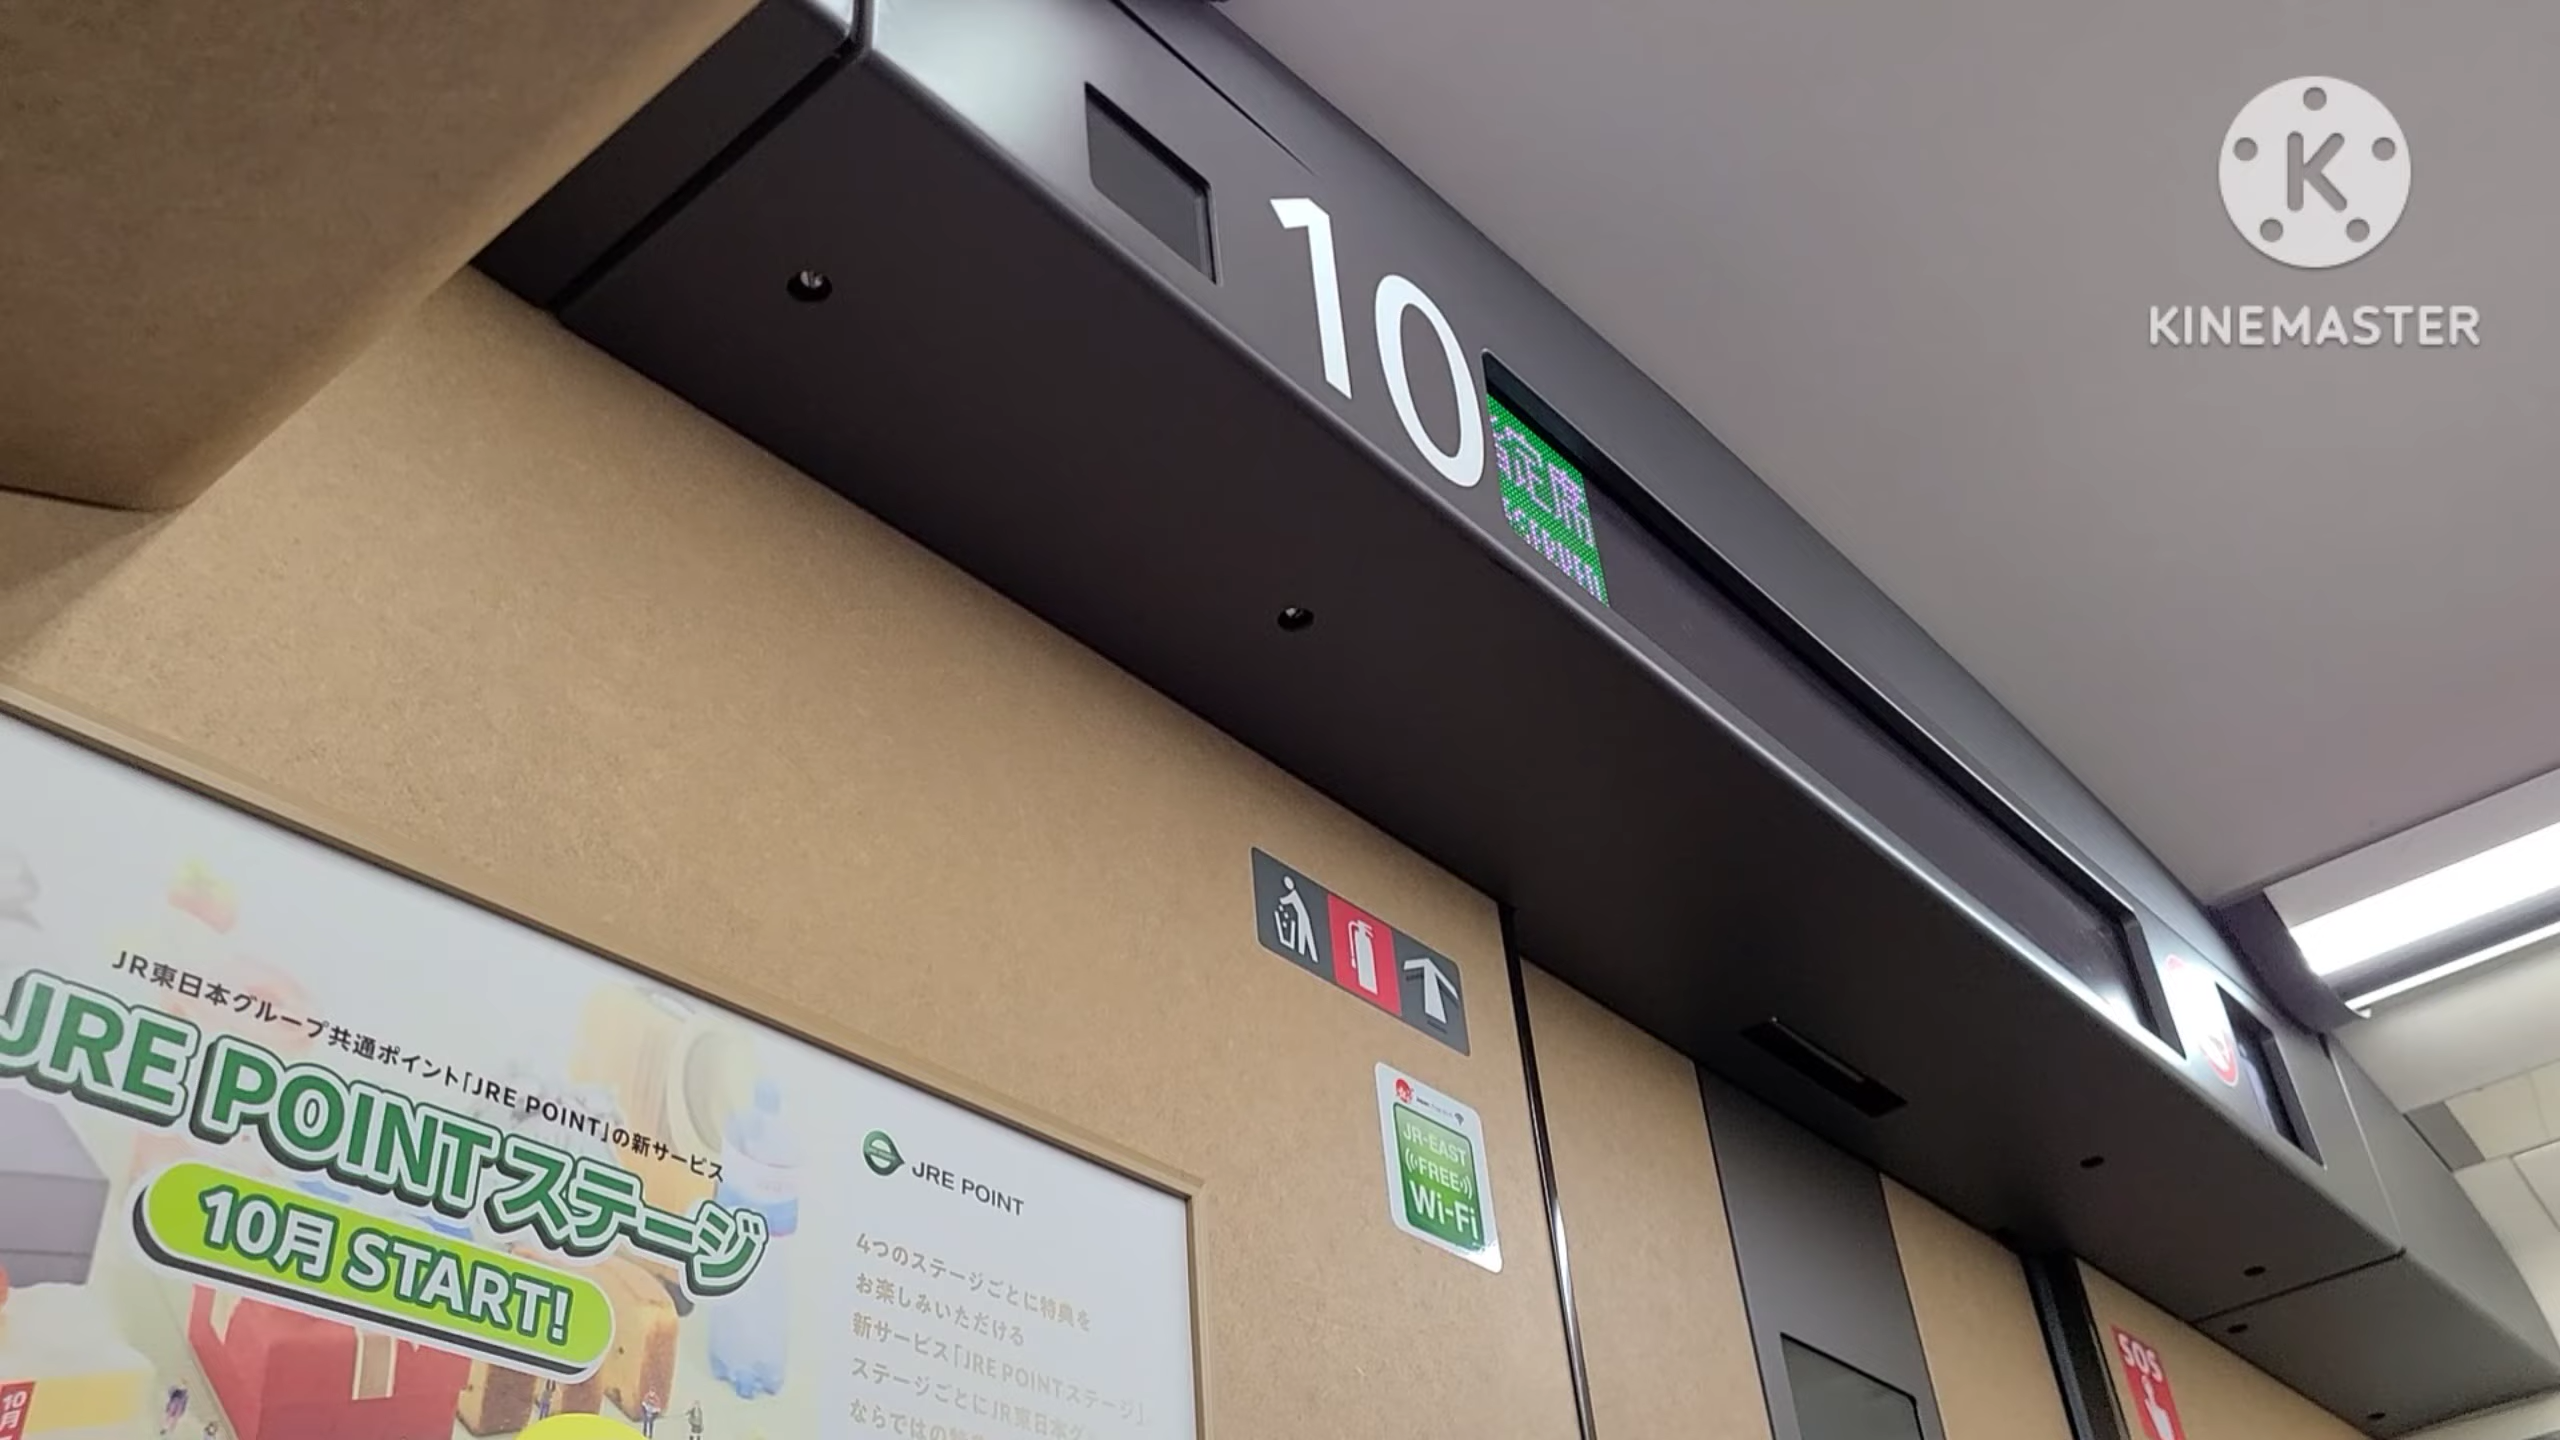 KINEMASTER
10
定席
JR東日本グループ共通ポイント「JRE POINT」の新サービス
JRE POINTステージ
10月 START!
JRE POINT
4つのステージごとに特典を
お楽しみいただける
新サービス「JRE POINTステージ」
ステージごとにJR東日本
ならではの
JR-EAST
FREE
Wi-Fi
SOS
10
月